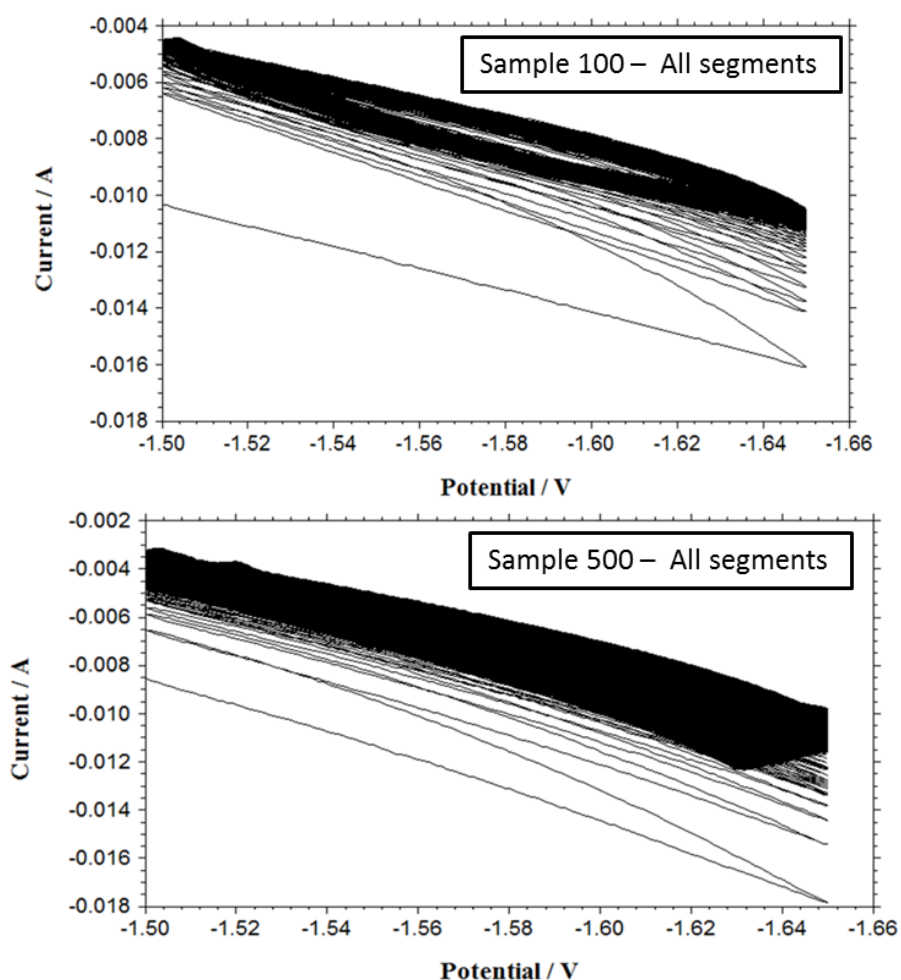 -0.004
Sample 100 – All segments
-0.006
-0.008
-0.010
-0.012
-0.014
-0.016
-0.018
Current / A
-1.50 -1.52 -1.54 -1.56 -1.58 -1.60 -1.62 -1.64 -1.66
Potential / V
-0.002
Sample 500 – All segments
-0.004
-0.006
-0.008
-0.010
-0.012
-0.014
-0.016
-0.018
Current / A
-1.50 -1.52 -1.54 -1.56 -1.58 -1.60 -1.62 -1.64 -1.66
Potential / V